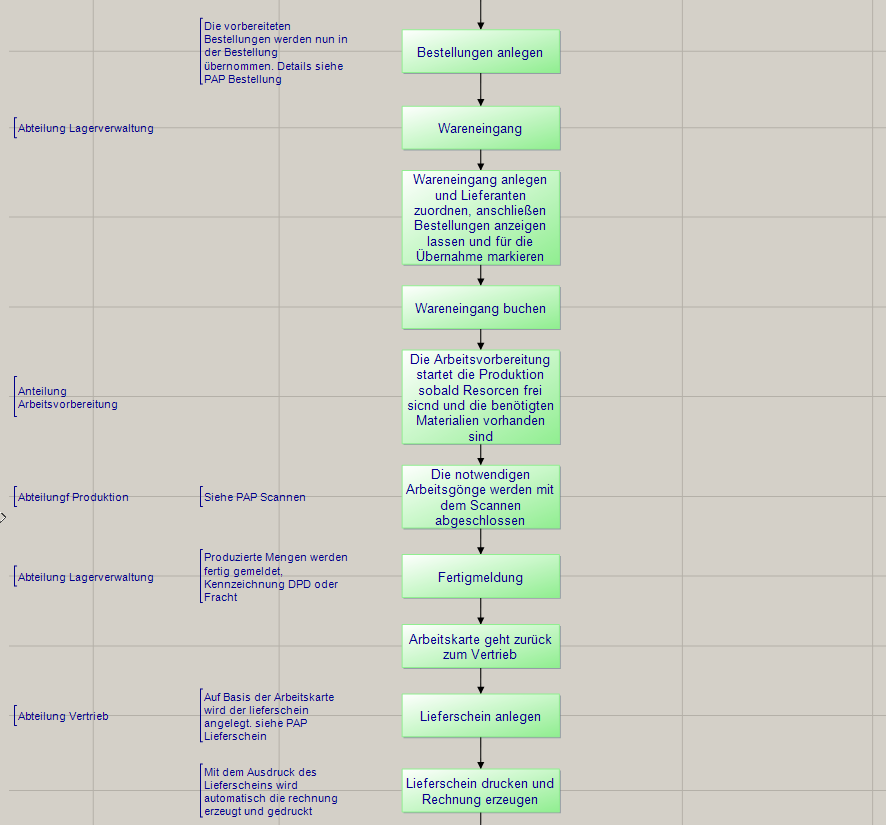 Die vorbereiteten
Bestellungen werden nun in
der Bestellung
übernommen. Details siehe
PAP Bestellung
Bestellungen anlegen
Abteilung Lagerverwaltung
Wareneingang
Wareneingang anlegen
und Lieferanten
zuordnen, anschließen
Bestellungen anzeigen
lassen und für die
Übernahme markieren
Wareneingang buchen
Anteilung
Arbeitsvorbereitung
Die Arbeitsvorbereitung
startet die Produktion
sobald Resorcen frei
sicnd und die benötigten
Materialien vorhanden
sind
Abteilungf Produktion
Siehe PAP Scannen
Die notwendigen
Arbeitsgönge werden mit
dem Scannen
abgeschlossen
Abteilung Lagerverwaltung
Produzierte Mengen werden
fertig gemeldet,
Kennzeichnung DPD oder
Fracht
Fertigmeldung
Arbeitskarte geht zurück
zum Vertrieb
Abteilung Vertrieb
Auf Basis der Arbeitskarte
wird der lieferschein
angelegt. siehe PAP
Lieferschein
Lieferschein anlegen
Mit dem Ausdruck des
Lieferscheins wird
automatisch die rechnung
erzeugt und gedruckt
Lieferschein drucken und
Rechnung erzeugen